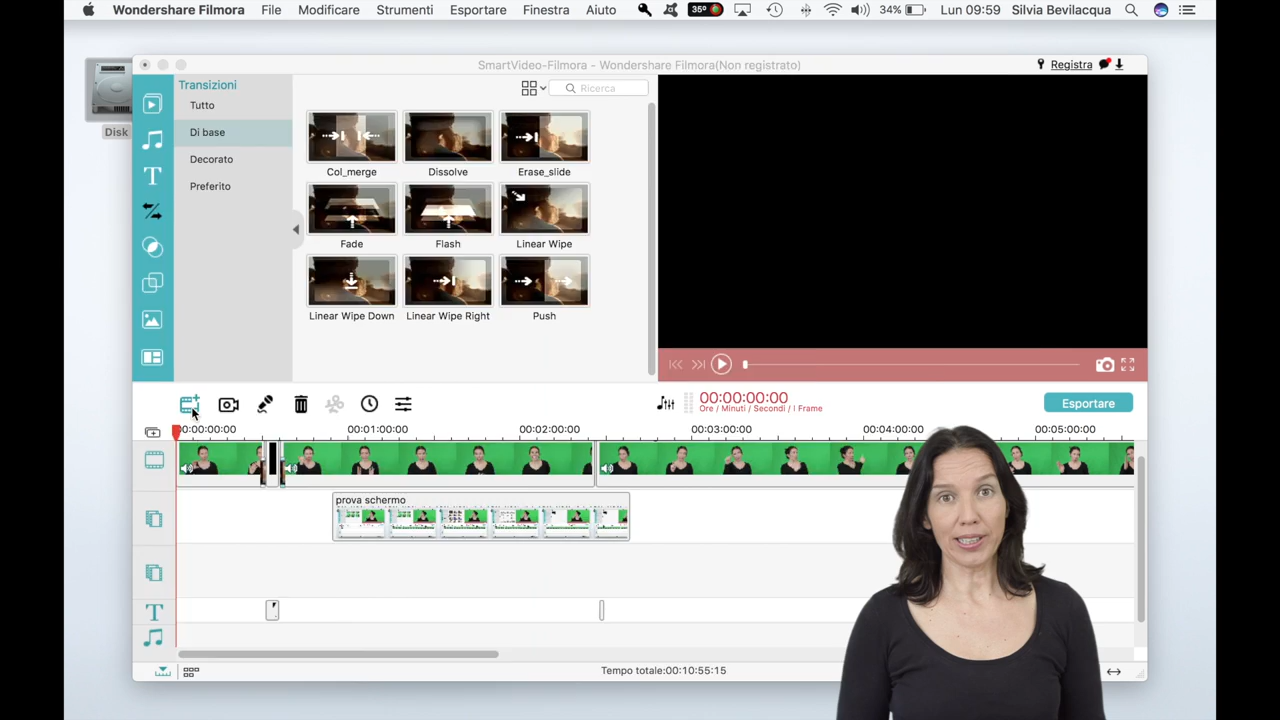 Wondershare Filmora File Modificare Strumenti Esportare Finestra Aiuto 35° 34% Lun 09:59 Silvia Bevilacqua
SmartVideo-Filmora - Wondershare Filmora(Non registrato)
Registra
Disk
Transizioni
Tutto
Di base
Decorato
Preferito
Ricerca
Col_merge Dissolve Erase_slide
Fade Flash Linear Wipe
Linear Wipe Down Linear Wipe Right Push
00:00:00:00
Ore / Minuti / Secondi / I Frame
Esportare
00:00:00:00 00:01:00:00 00:02:00:00 00:03:00:00 00:04:00:00 00:05:00:00
prova schermo
Tempo totale:00:10:55:15